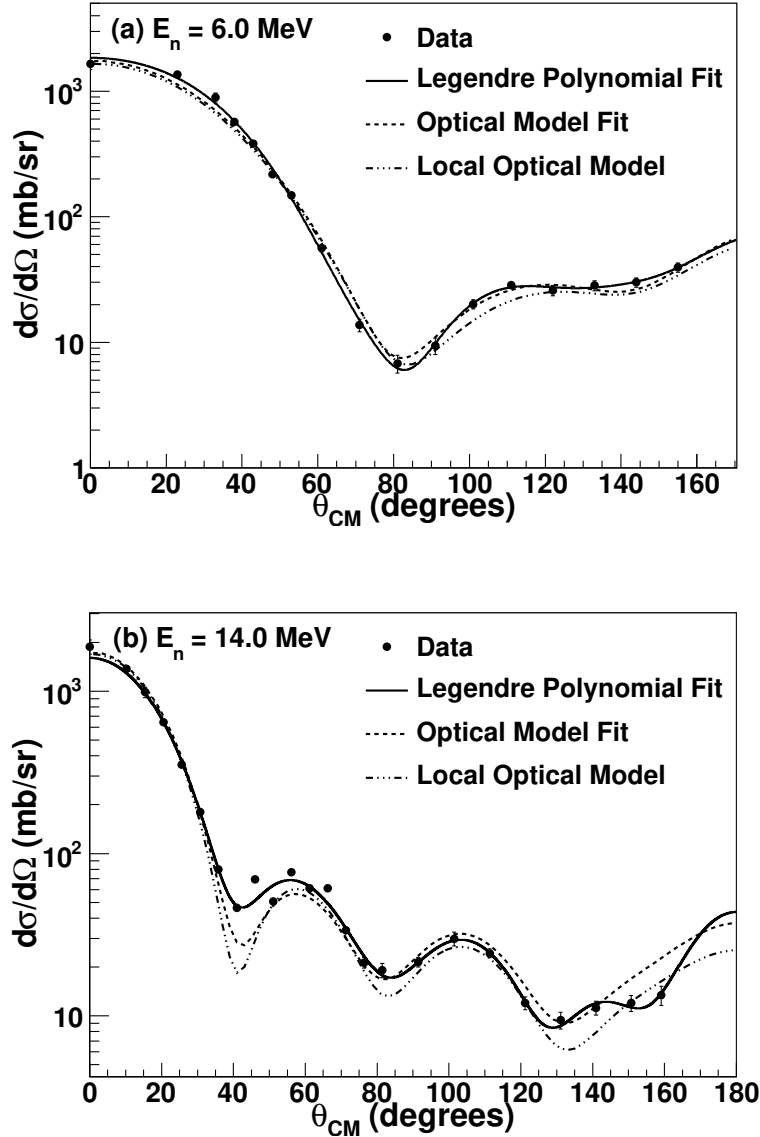 (a) E_n = 6.0 MeV
Data
Legendre Polynomial Fit
Optical Model Fit
Local Optical Model
dσ/dΩ (mb/sr)
10^3
10^2
10
1
0 20 40 60 80 100 120 140 160
θ_CM (degrees)
(b) E_n = 14.0 MeV
Data
Legendre Polynomial Fit
Optical Model Fit
Local Optical Model
dσ/dΩ (mb/sr)
10^3
10^2
10
0 20 40 60 80 100 120 140 160 180
θ_CM (degrees)